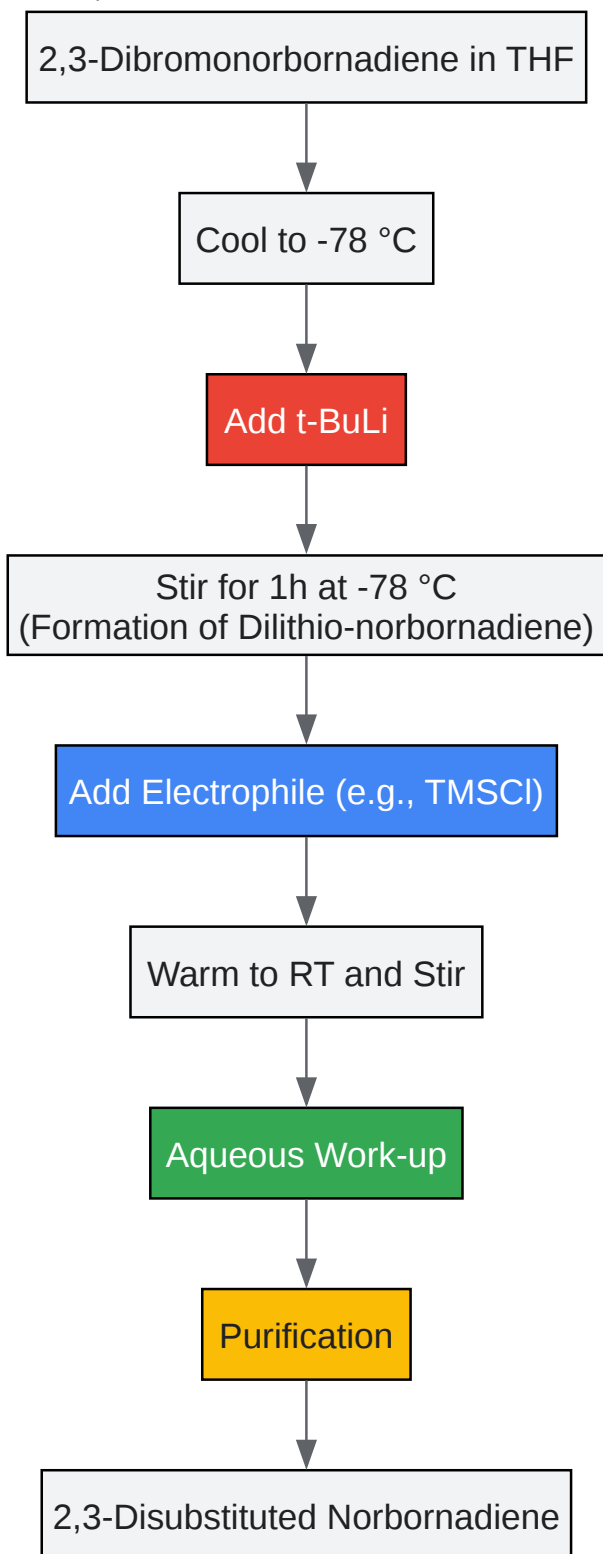 2,3-Dibromonorbornadiene in THF
Cool to -78 °C
Add t-BuLi
Stir for 1h at -78 °C
(Formation of Dilithio-norbornadiene)
Add Electrophile (e.g., TMSCl)
Warm to RT and Stir
Aqueous Work-up
Purification
2,3-Disubstituted Norbornadiene